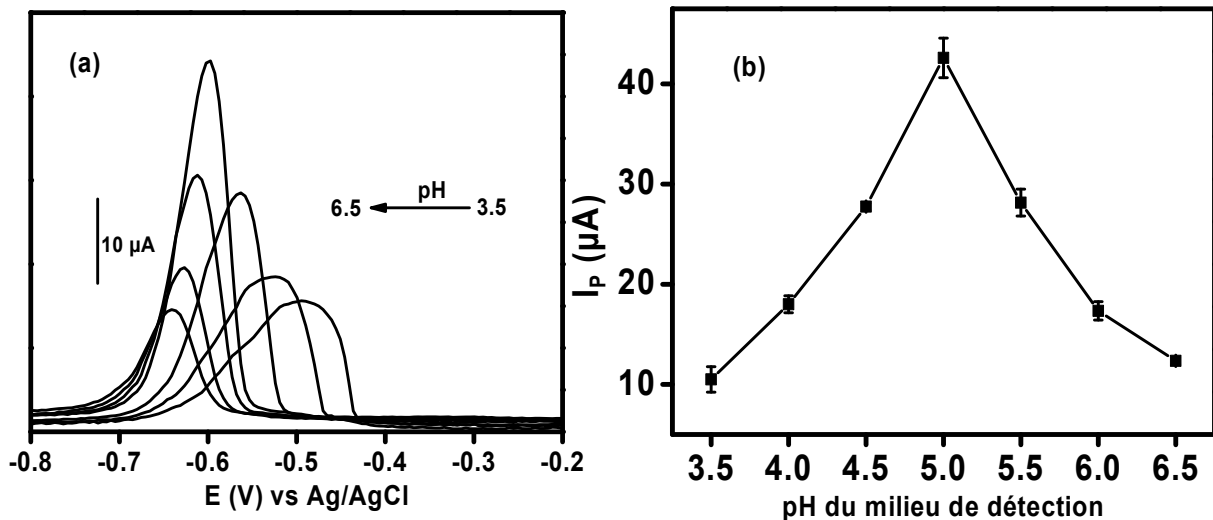 (a)
pH
6.5
3.5
10 µA
-0.8 -0.7 -0.6 -0.5 -0.4 -0.3 -0.2
E (V) vs Ag/AgCl
(b)
I_P (µA)
40
30
20
10
3.5 4.0 4.5 5.0 5.5 6.0 6.5
pH du milieu de détection